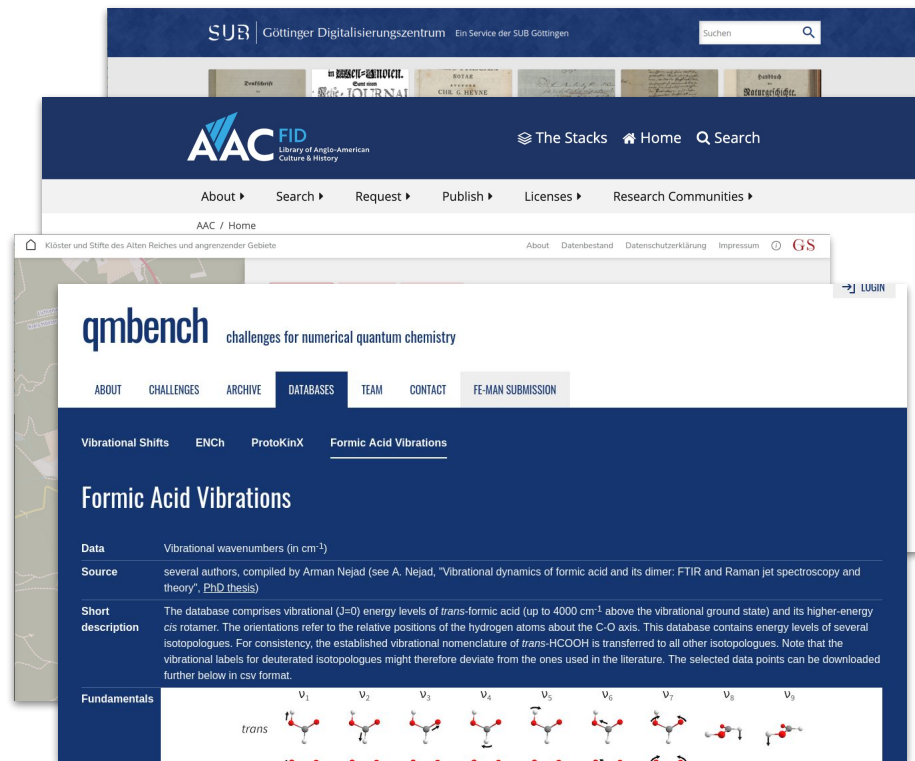 SUB Göttinger Digitalisierungszentrum Ein Service der SUB Göttingen Suchen
Denkschrift
JOURNAL
CHR. G. HEYNE
Handbuch
Naturgeschichte.
AAC FID
Library of Anglo-American
Culture & History
The Stacks Home Search
About Search Request Publish Licenses Research Communities
AAC / Home
Klöster und Stifte des Alten Reiches und angrenzender Gebiete About Datenbestand Datenschutzerklärung Impressum GS
LOGIN
qmbench challenges for numerical quantum chemistry
ABOUT CHALLENGES ARCHIVE DATABASES TEAM CONTACT FE-MAN SUBMISSION
Vibrational Shifts ENCh ProtoKinX Formic Acid Vibrations
Formic Acid Vibrations
Data Vibrational wavenumbers (in cm⁻¹)
Source several authors, compiled by Arman Nejad (see A. Nejad, "Vibrational dynamics of formic acid and its dimer: FTIR and Raman jet spectroscopy and
theory", PhD thesis)
Short The database comprises vibrational (J=0) energy levels of trans-formic acid (up to 4000 cm⁻¹ above the vibrational ground state) and its higher-energy
description cis rotamer. The orientations refer to the relative positions of the hydrogen atoms about the C-O axis. This database contains energy levels of several
isotopologues. For consistency, the established vibrational nomenclature of trans-HCOOH is transferred to all other isotopologues. Note that the
vibrational labels for deuterated isotopologues might therefore deviate from the ones used in the literature. The selected data points can be downloaded
further below in csv format.
Fundamentals ν₁ ν₂ ν₃ ν₄ ν₅ ν₆ ν₇ ν₈ ν₉
trans